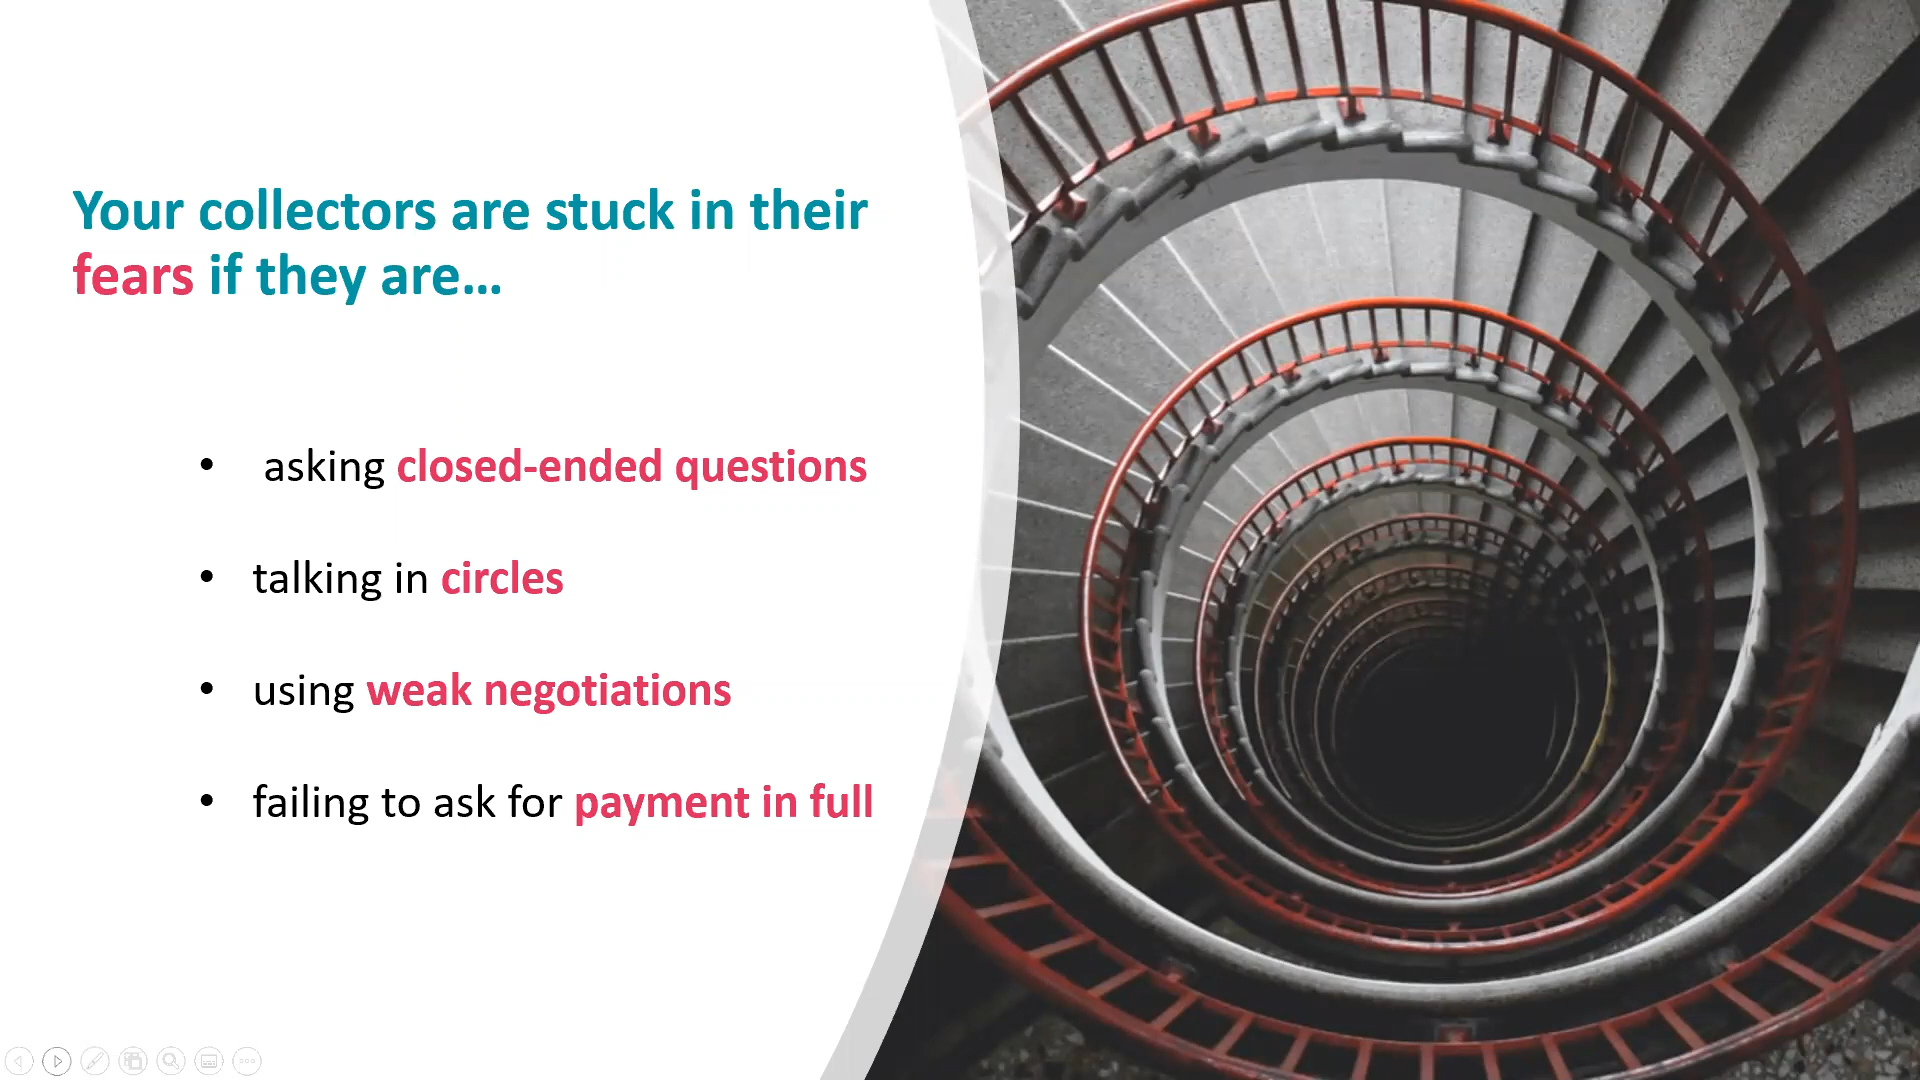 Your collectors are stuck in their
fears if they are...
• asking closed-ended questions
• talking in circles
• using weak negotiations
• failing to ask for payment in full